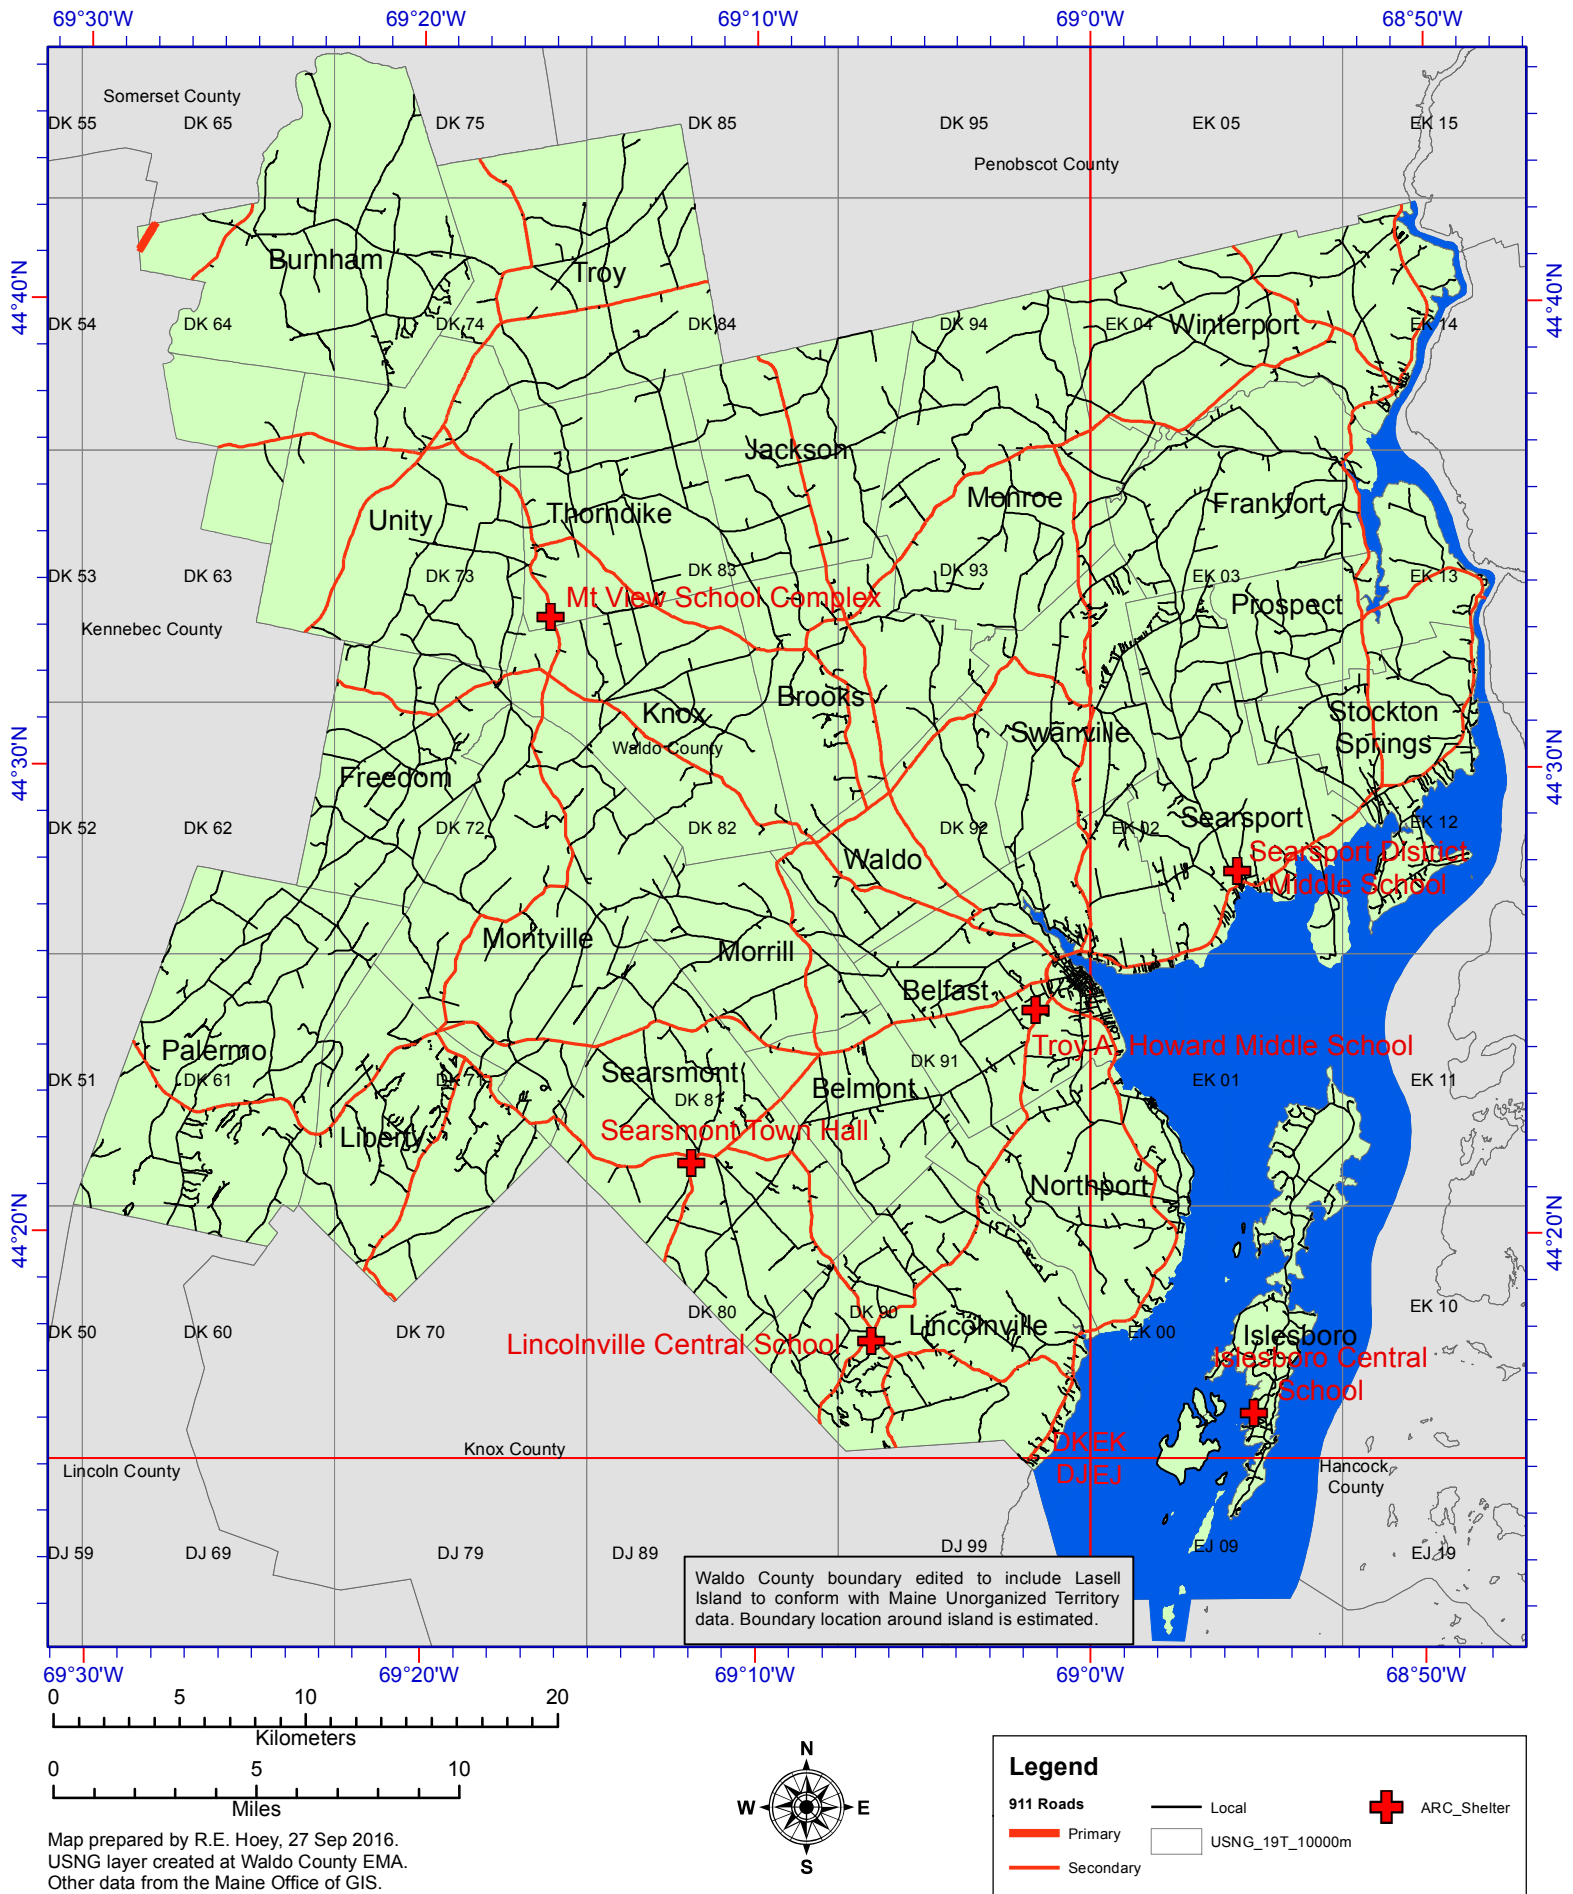 69°30'W
69°20'W
69°10'W
69°0'W
68°50'W
Somerset County
DK 55
DK 65
DK 75
DK 85
DK 95
EK 05
EK 15
Penobscot County
Burnham
Troy
44°40'N
44°40'N
DK 54
DK 64
DK 74
DK 84
DK 94
EK 04
Winterport
EK 14
Jackson
Monroe
Frankfort
Unity
Thorndike
DK 53
DK 63
DK 73
DK 83
DK 93
EK 03
EK 13
Mt View School Complex
Prospect
Kennebec County
Brooks
Knox
Waldo County
Swanville
Stockton
Springs
44°30'N
44°30'N
Freedom
DK 52
DK 62
DK 72
DK 82
DK 92
EK 02
Searsport
EK 12
Waldo
Searsport District
Middle School
Montville
Morrill
Belfast
Troy A. Howard Middle School
Palermo
DK 51
DK 61
DK 71
Searsmont
DK 81
Belmont
DK 91
EK 01
EK 11
Liberty
Searsmont Town Hall
Northport
44°20'N
44°20'N
DK 50
DK 60
DK 70
DK 80
DK 90
Lincolnville
EK 00
EK 10
Lincolnville Central School
Islesboro
Islesboro Central
School
Knox County
Lincoln County
DK EK
DJ EJ
Hancock
County
DJ 59
DJ 69
DJ 79
DJ 89
DJ 99
EJ 09
EJ 19
Waldo County boundary edited to include Lasell
Island to conform with Maine Unorganized Territory
data. Boundary location around island is estimated.
69°30'W
69°20'W
69°10'W
69°0'W
68°50'W
0 5 10 20
Kilometers
0 5 10
Miles
Map prepared by R.E. Hoey, 27 Sep 2016.
USNG layer created at Waldo County EMA.
Other data from the Maine Office of GIS.
N
W E
S
Legend
911 Roads
Primary
Secondary
Local
USNG_19T_10000m
ARC_Shelter